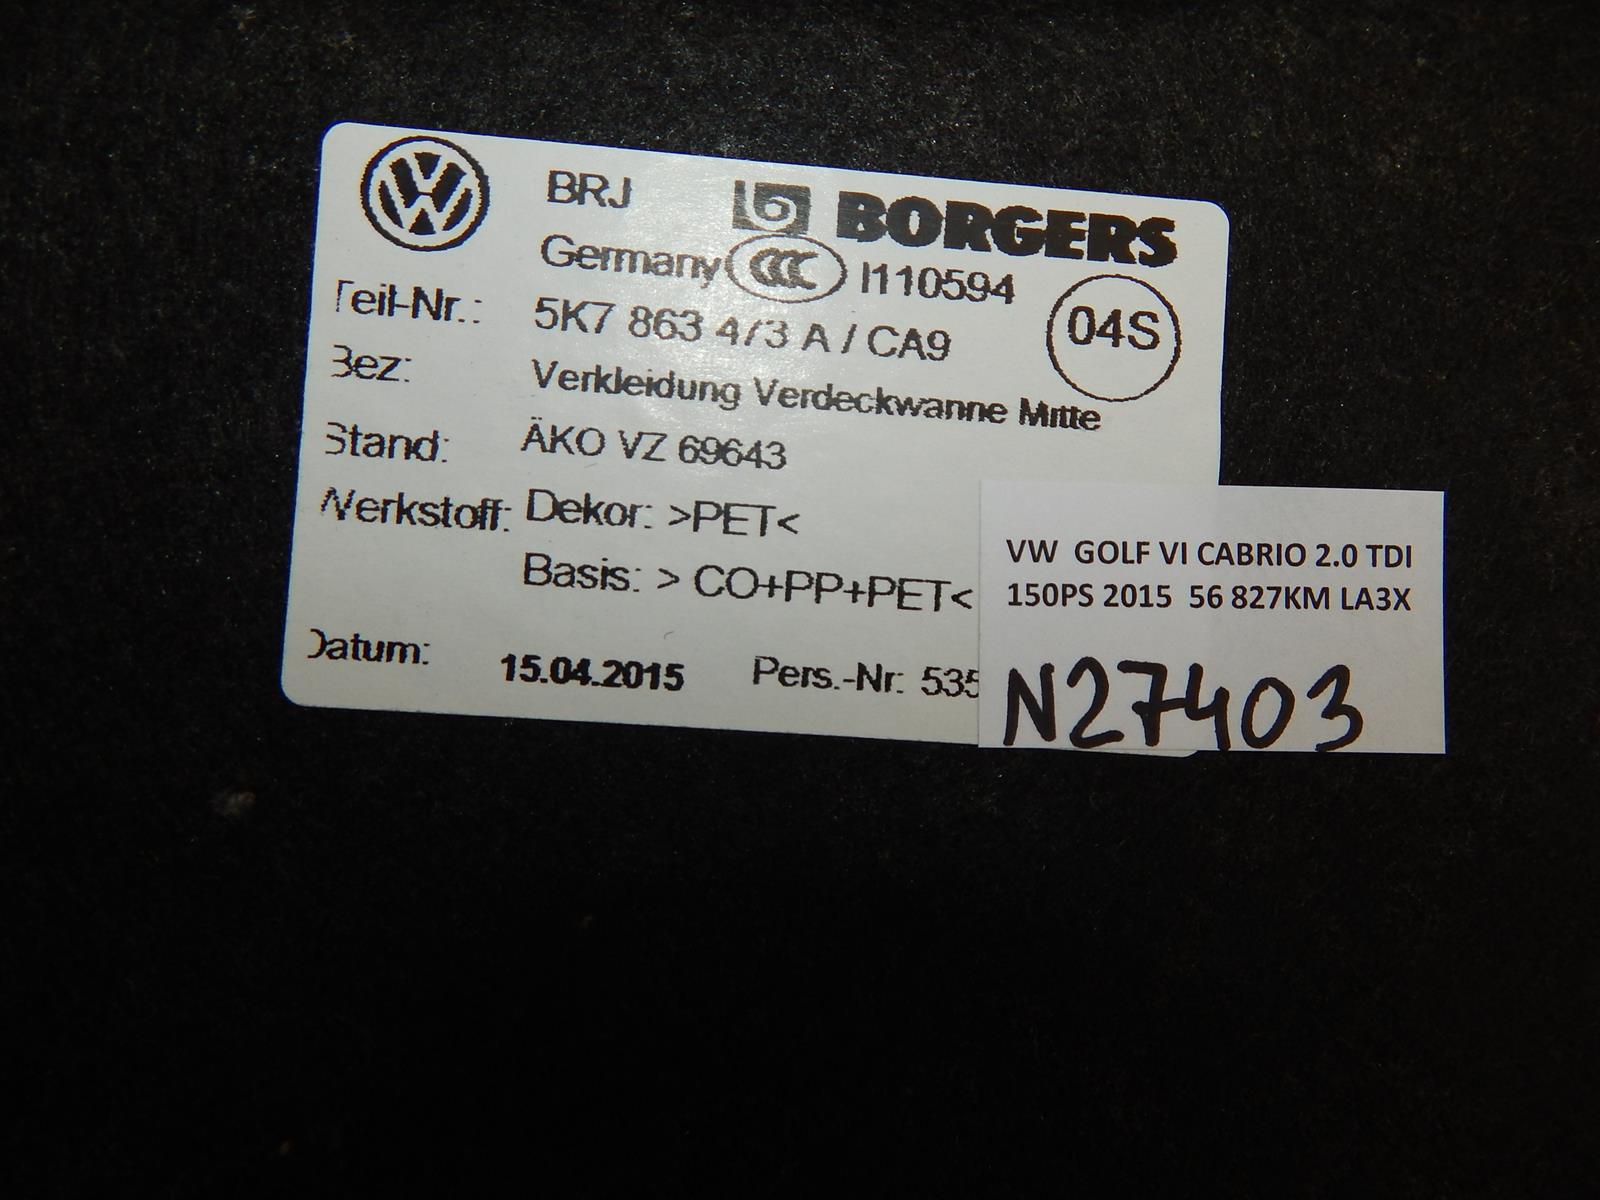 BRJ BORGERS
Germany CCC I110594
04S
Teil-Nr.: 5K7 863 473 A / CA9
Bez: Verkleidung Verdeckwanne Mitte
Stand: ÄKO VZ 69643
Werkstoff: Dekor: >PET<
Basis: > CO+PP+PET<
Datum: 15.04.2015 Pers.-Nr: 535
VW GOLF VI CABRIO 2.0 TDI
150PS 2015 56 827KM LA3X
N27403